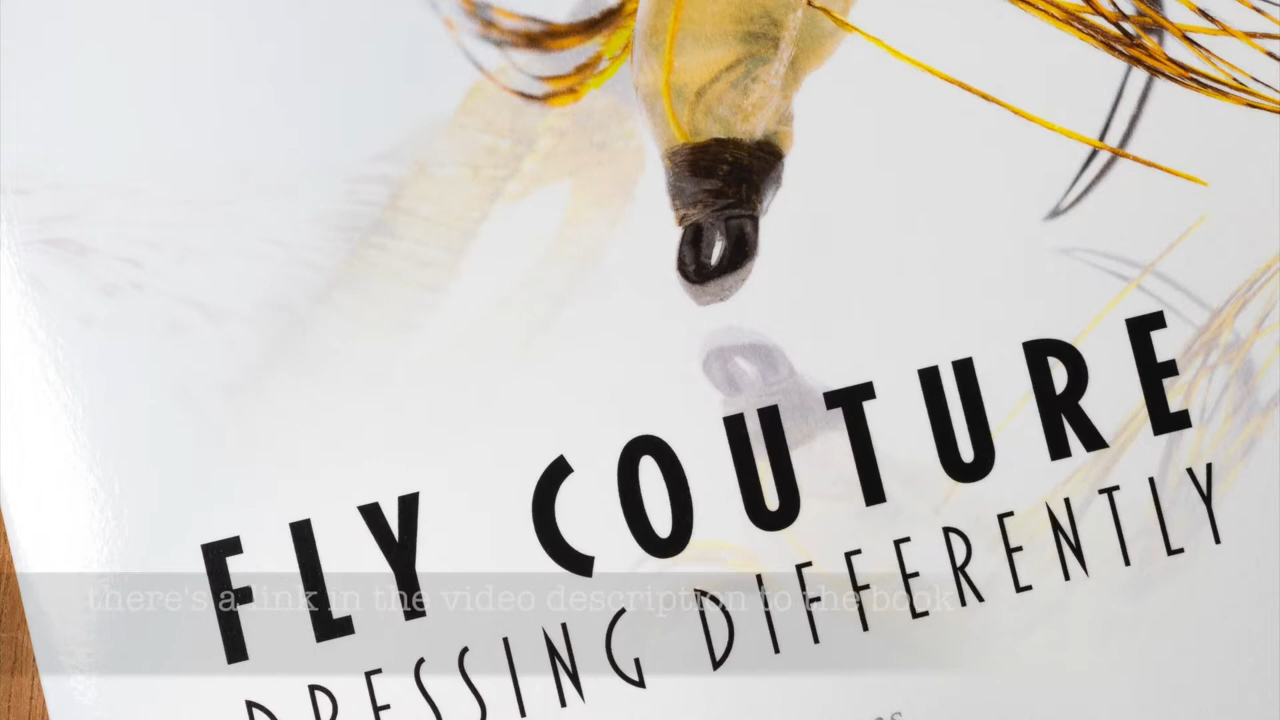 FLY COUTURE
DRESSING DIFFERENTLY
there's a link in the video description to the book